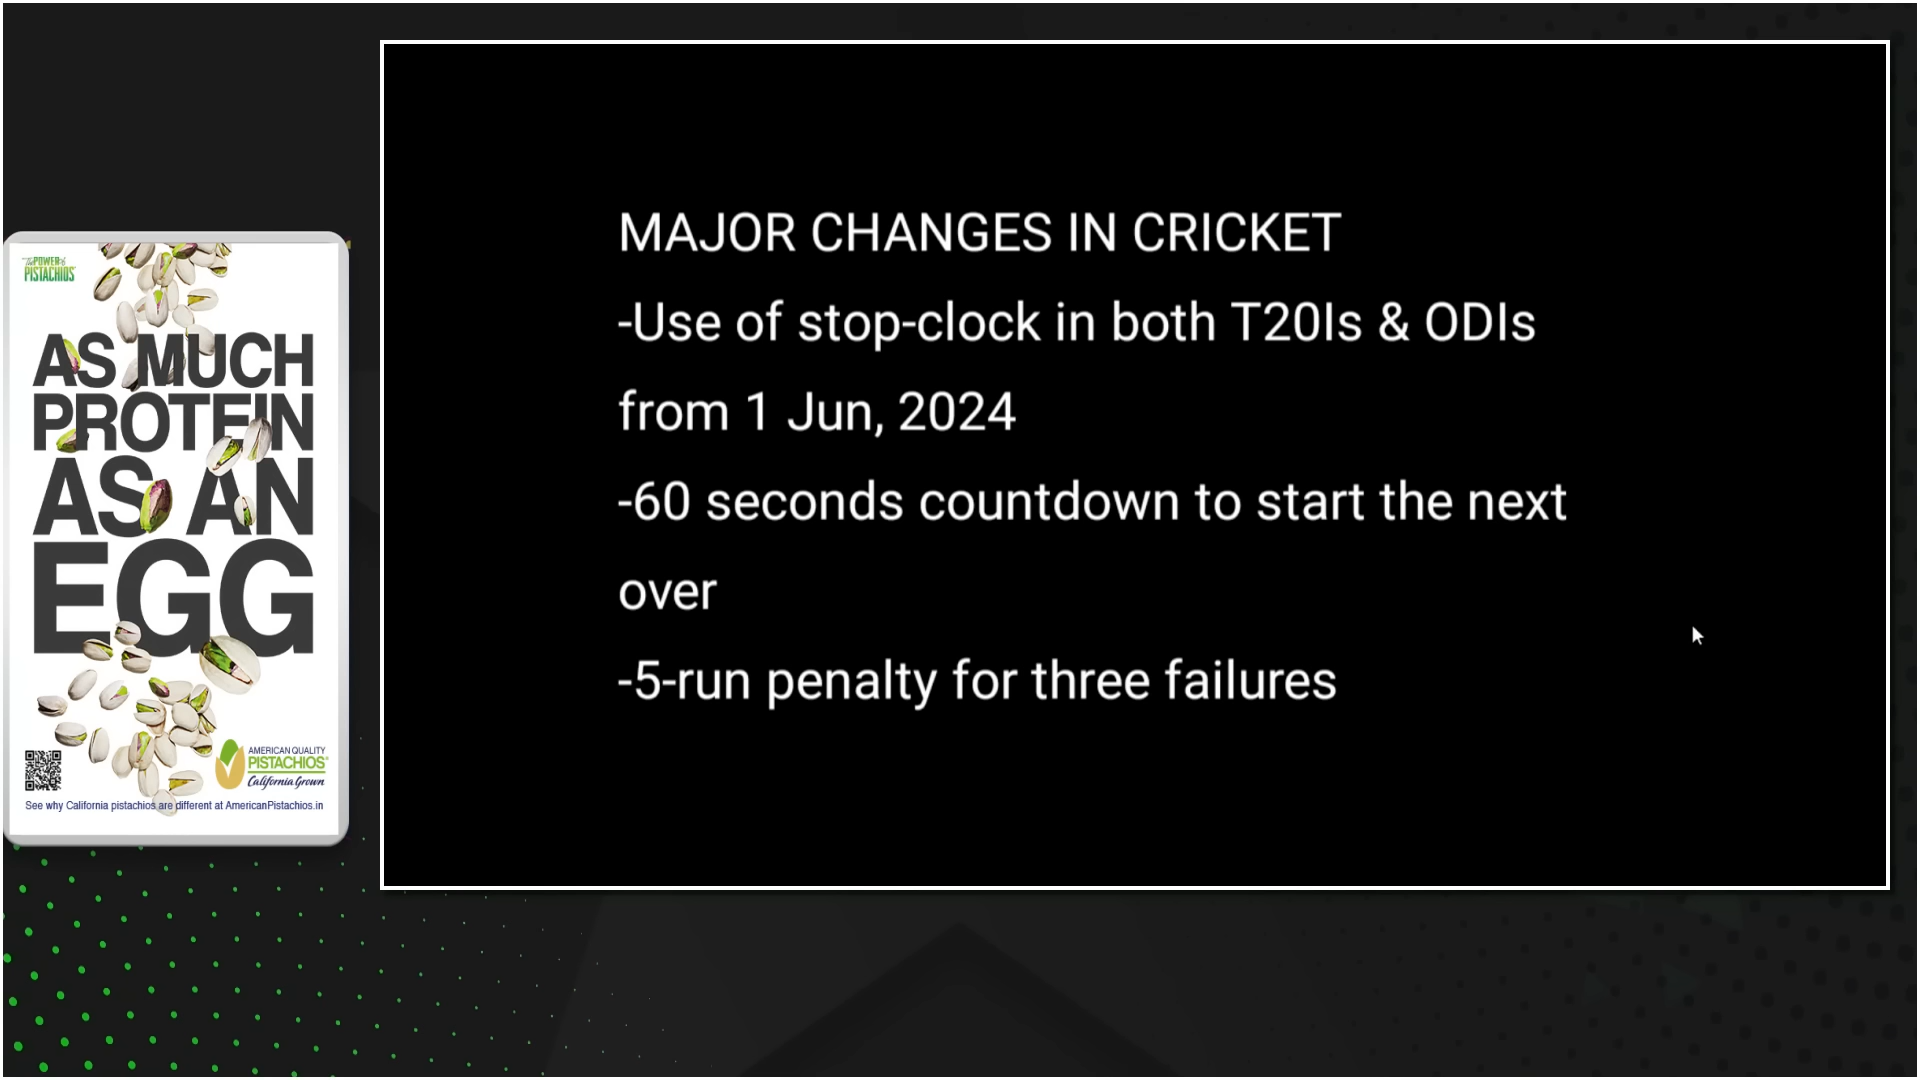 The POWER of
PISTACHIOS
AS MUCH
PROTEIN
AS AN
EGG
AMERICAN QUALITY
PISTACHIOS
California Grown
See why California pistachios are different at AmericanPistachios.in
MAJOR CHANGES IN CRICKET
-Use of stop-clock in both T20Is & ODIs
from 1 Jun, 2024
-60 seconds countdown to start the next
over
-5-run penalty for three failures